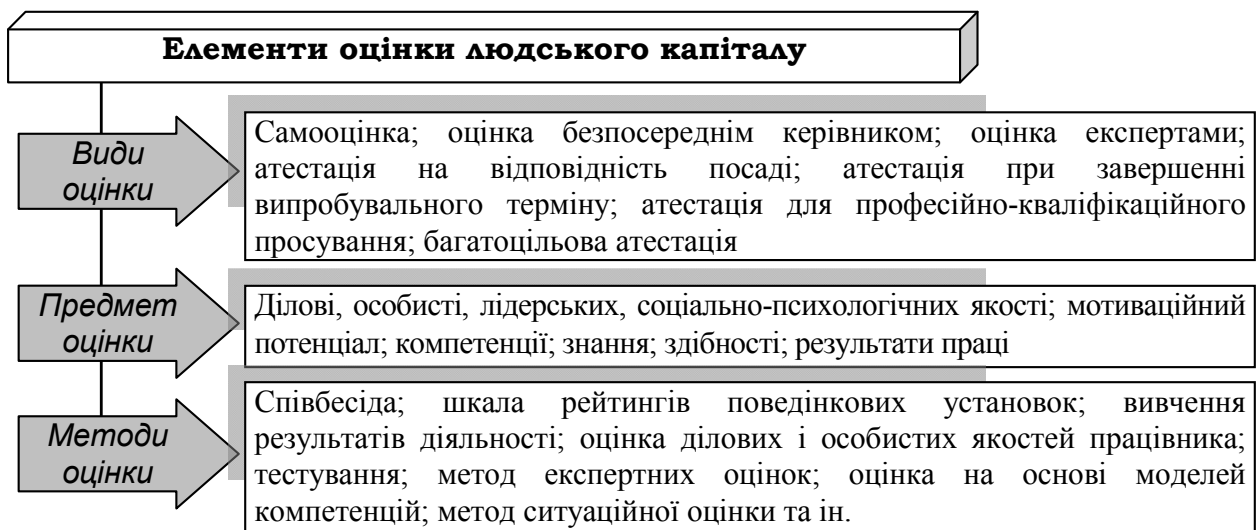 Елементи оцінки людського капіталу
Види
оцінки
Самооцінка; оцінка безпосереднім керівником; оцінка експертами;
атестація на відповідність посаді; атестація при завершенні
випробувального терміну; атестація для професійно-кваліфікаційного
просування; багатоцільова атестація
Предмет
оцінки
Ділові, особисті, лідерських, соціально-психологічних якості; мотиваційний
потенціал; компетенції; знання; здібності; результати праці
Методи
оцінки
Співбесіда; шкала рейтингів поведінкових установок; вивчення
результатів діяльності; оцінка ділових і особистих якостей працівника;
тестування; метод експертних оцінок; оцінка на основі моделей
компетенцій; метод ситуаційної оцінки та ін.